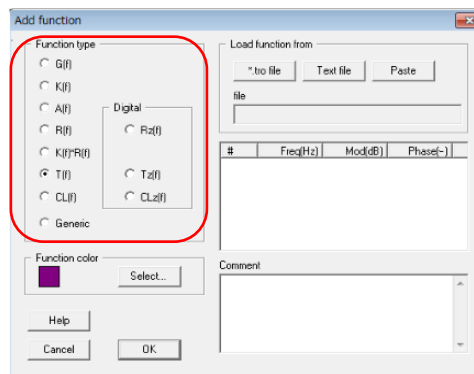 Add function
Function type
G(f)
K(f)
A(f)
R(f)
K(f)*R(f)
T(f)
CL(f)
Generic
Digital
Rz(f)
Tz(f)
CLz(f)
Load function from
*.tro file Text file Paste
file
# Freq(Hz) Mod(dB) Phase(-)
Function color
Select...
Comment
Help
Cancel OK